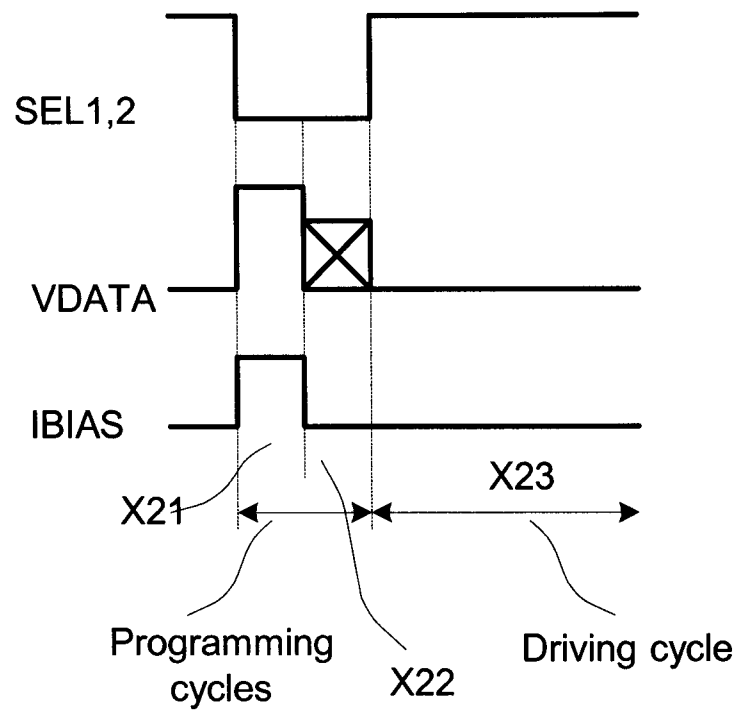 SEL1,2
VDATA
IBIAS
X21
X23
Programming
cycles
X22
Driving cycle